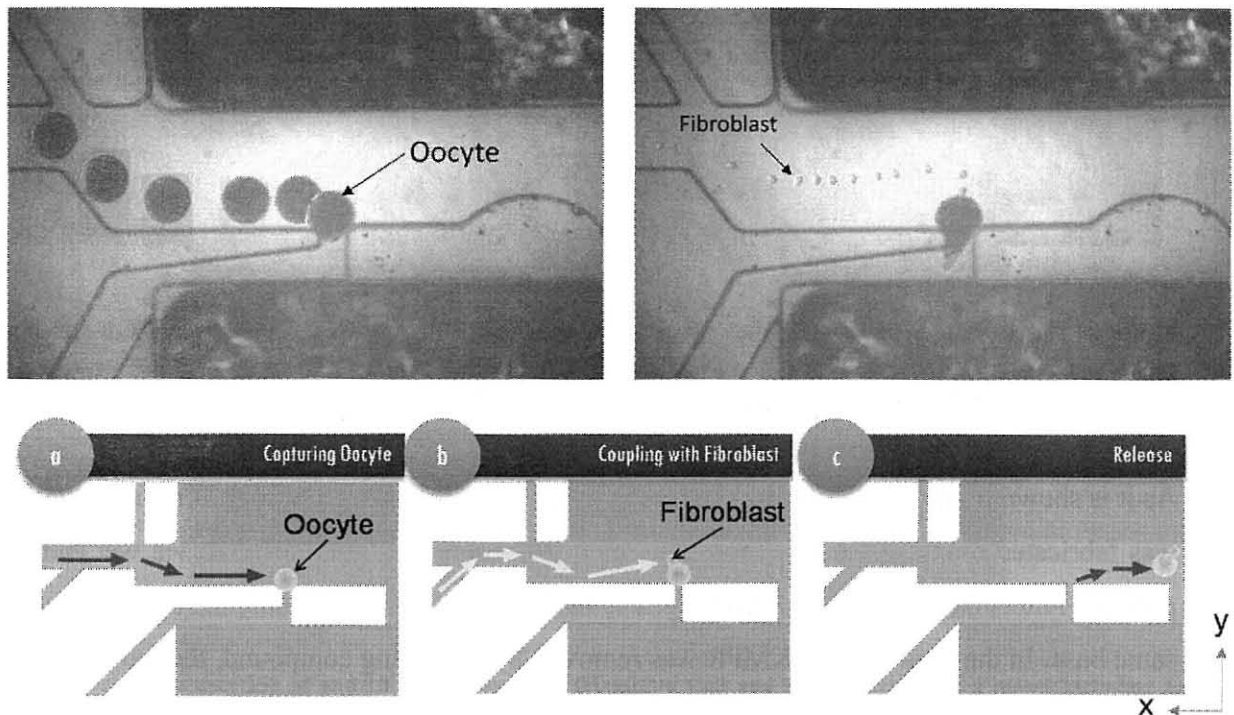 Oocyte
Fibroblast
a
Capturing Oocyte
b
Coupling with Fibroblast
c
Release
Oocyte
Fibroblast
y
x